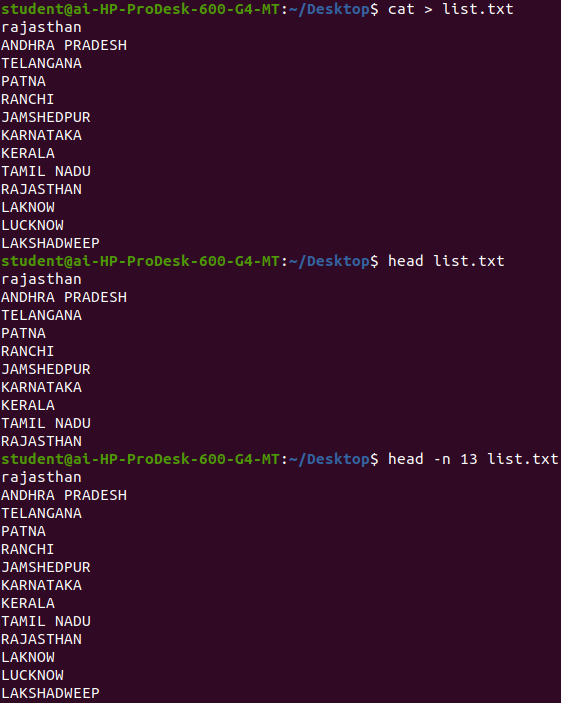 student@ai-HP-ProDesk-600-G4-MT:~/Desktop$ cat > list.txt
rajasthan
ANDHRA PRADESH
TELANGANA
PATNA
RANCHI
JAMSHEDPUR
KARNATAKA
KERALA
TAMIL NADU
RAJASTHAN
LAKNOW
LUCKNOW
LAKSHADWEEP
student@ai-HP-ProDesk-600-G4-MT:~/Desktop$ head list.txt
rajasthan
ANDHRA PRADESH
TELANGANA
PATNA
RANCHI
JAMSHEDPUR
KARNATAKA
KERALA
TAMIL NADU
RAJASTHAN
student@ai-HP-ProDesk-600-G4-MT:~/Desktop$ head -n 13 list.txt
rajasthan
ANDHRA PRADESH
TELANGANA
PATNA
RANCHI
JAMSHEDPUR
KARNATAKA
KERALA
TAMIL NADU
RAJASTHAN
LAKNOW
LUCKNOW
LAKSHADWEEP